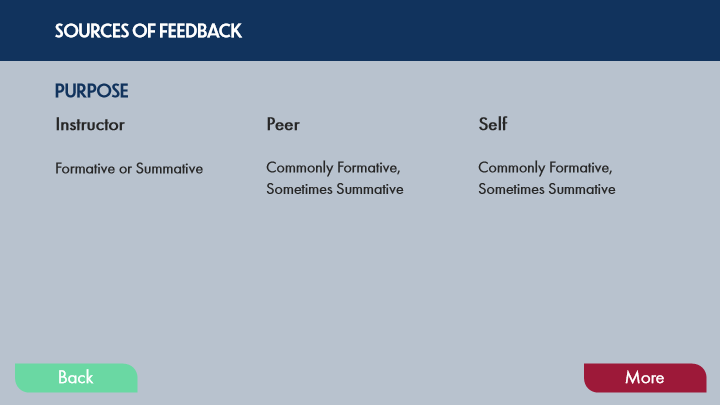 SOURCES OF FEEDBACK
PURPOSE
Instructor
Formative or Summative
Peer
Commonly Formative,
Sometimes Summative
Self
Commonly Formative,
Sometimes Summative
Back
More